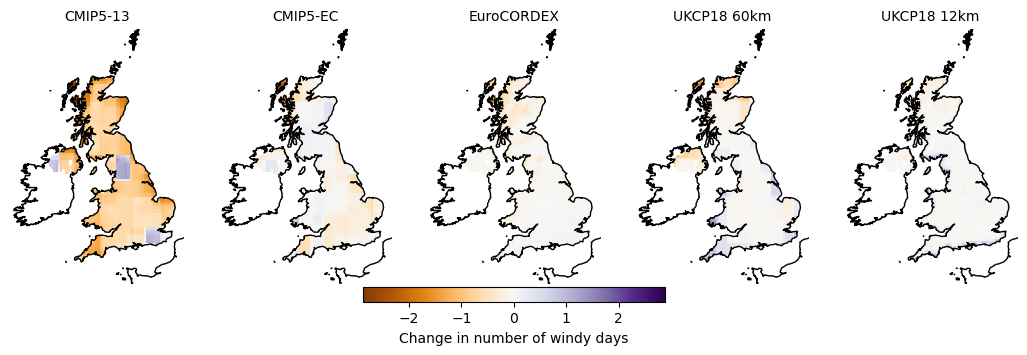 CMIP5-13
CMIP5-EC
EuroCORDEX
UKCP18 60km
UKCP18 12km
−2 −1 0 1 2
Change in number of windy days